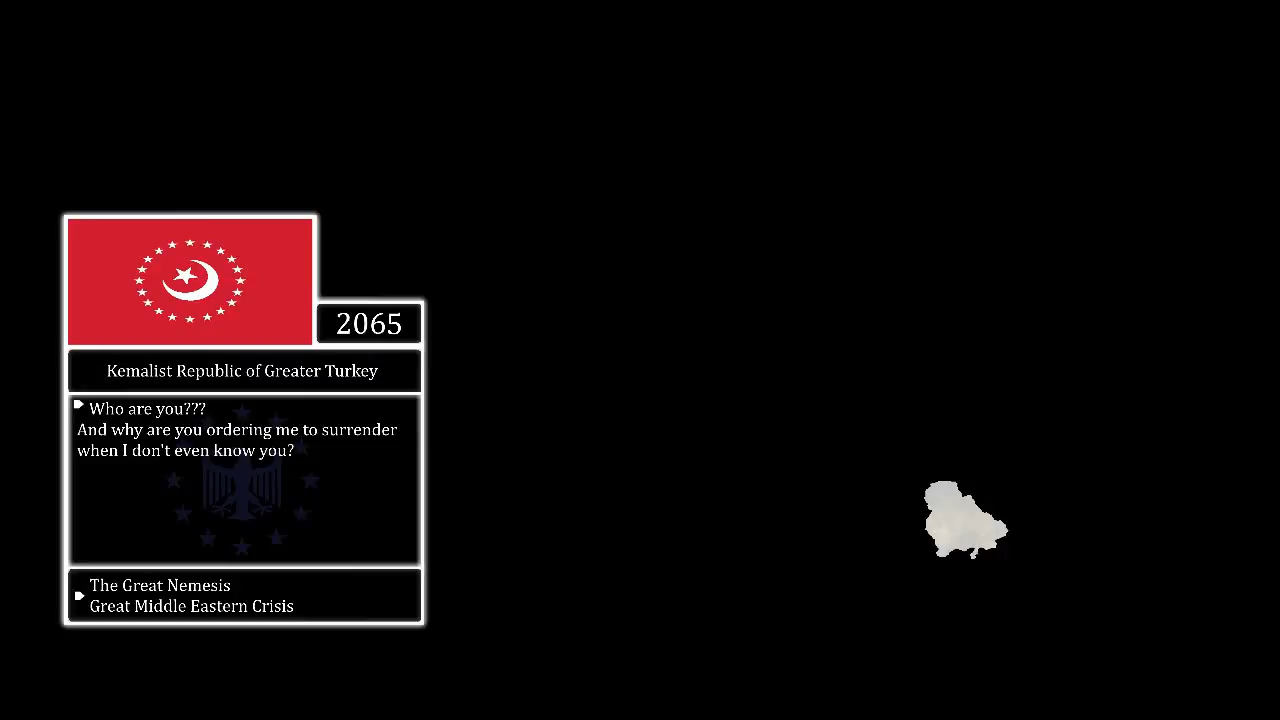 2065
Kemalist Republic of Greater Turkey
Who are you???
And why are you ordering me to surrender
when I don't even know you?
The Great Nemesis
Great Middle Eastern Crisis